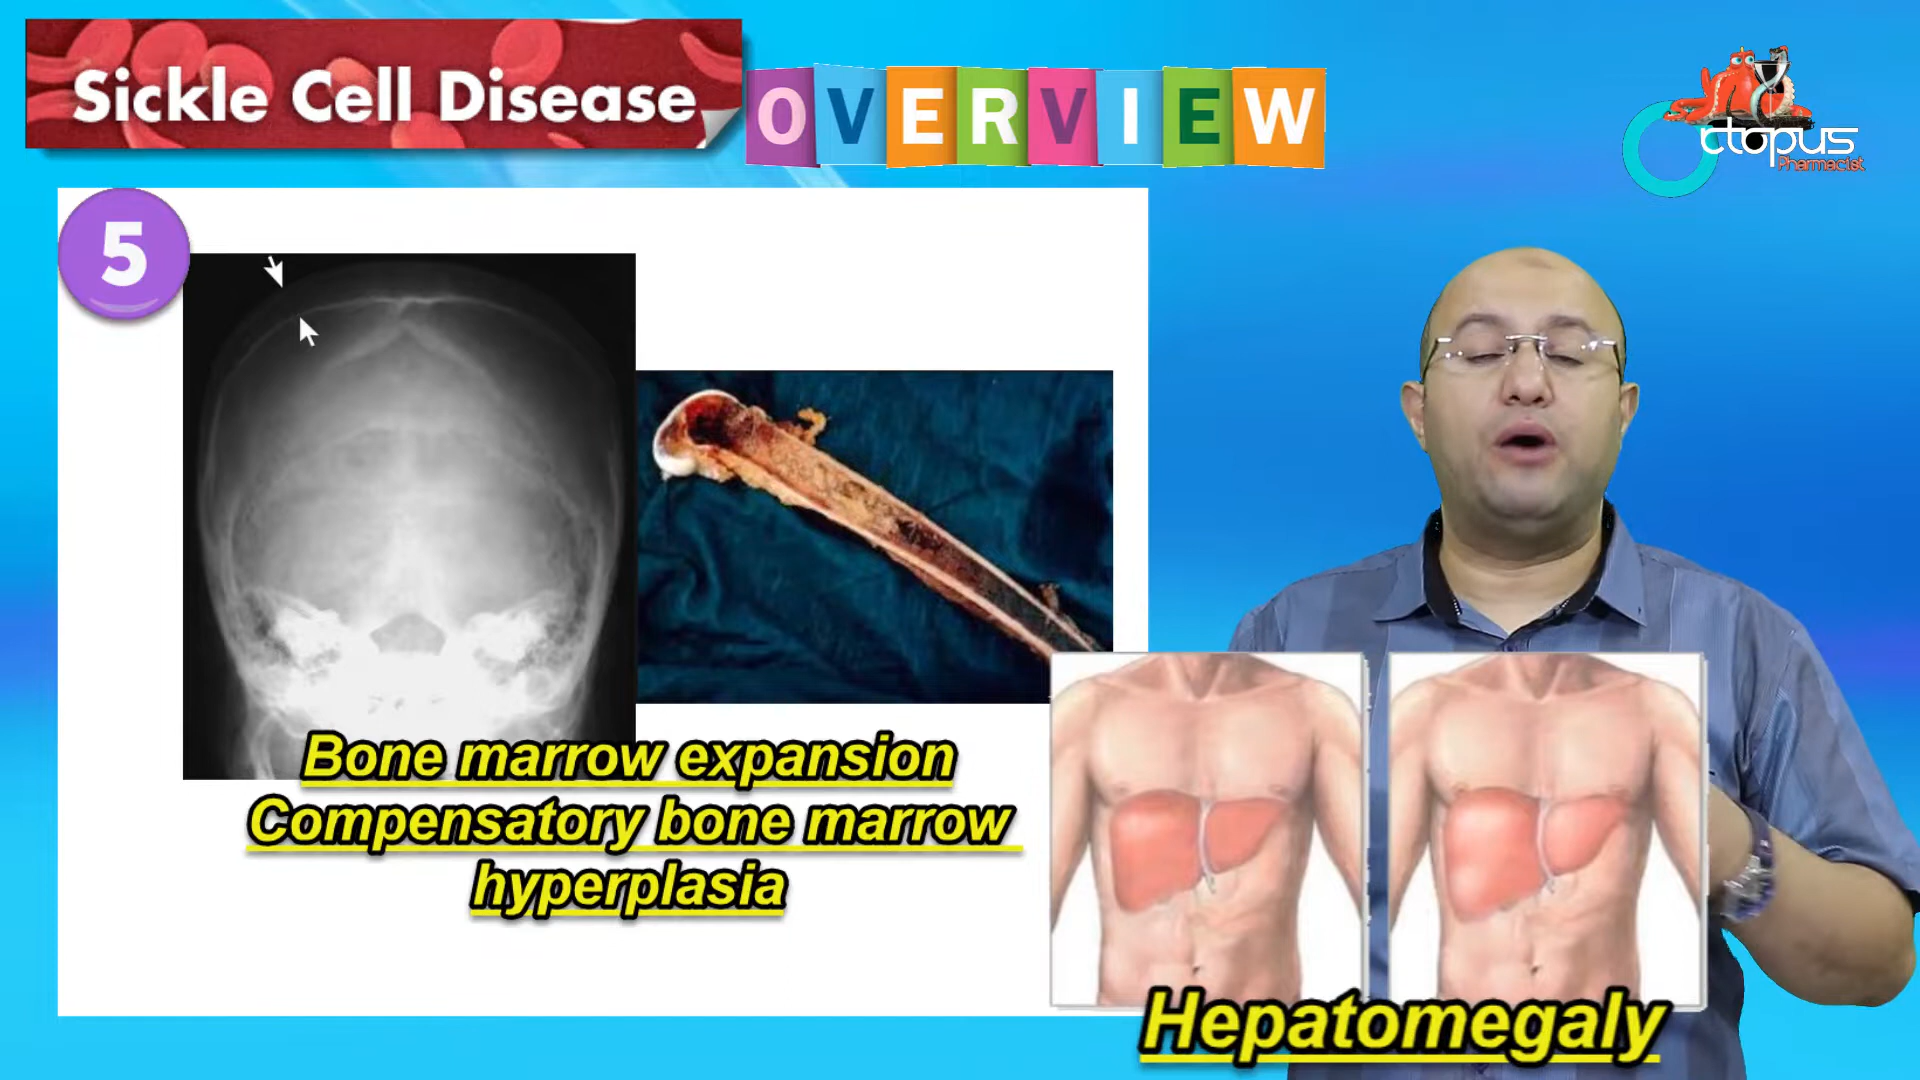 Sickle Cell Disease
OVERVIEW
ctopus
Pharmacist
5
Bone marrow expansion
Compensatory bone marrow
hyperplasia
Hepatomegaly